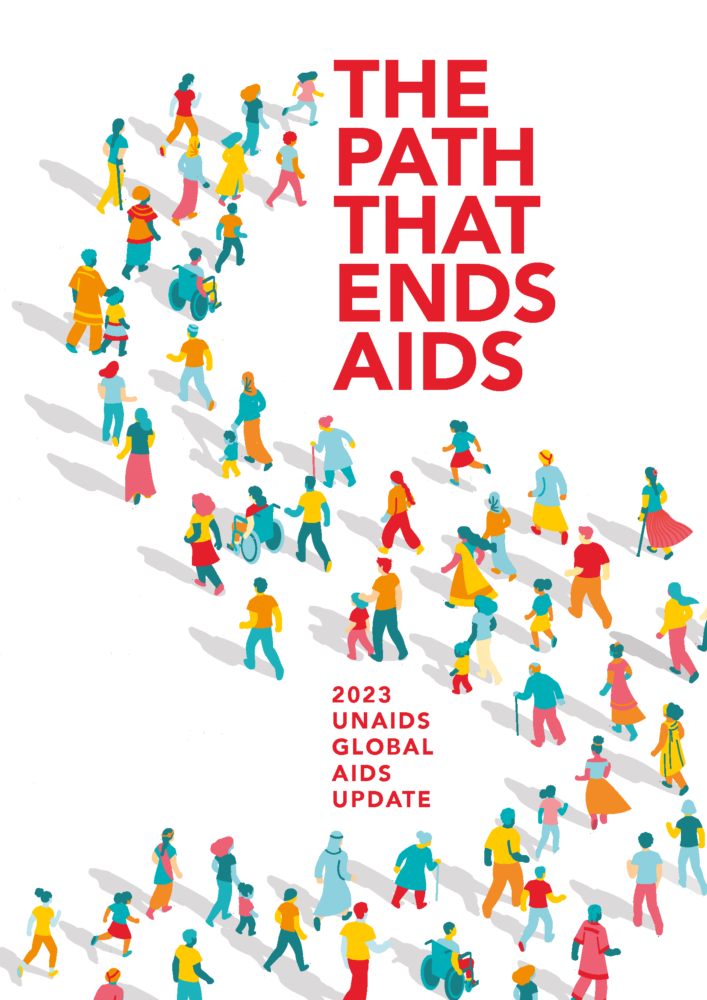 THE
PATH
THAT
ENDS
AIDS
2023
UNAIDS
GLOBAL
AIDS
UPDATE